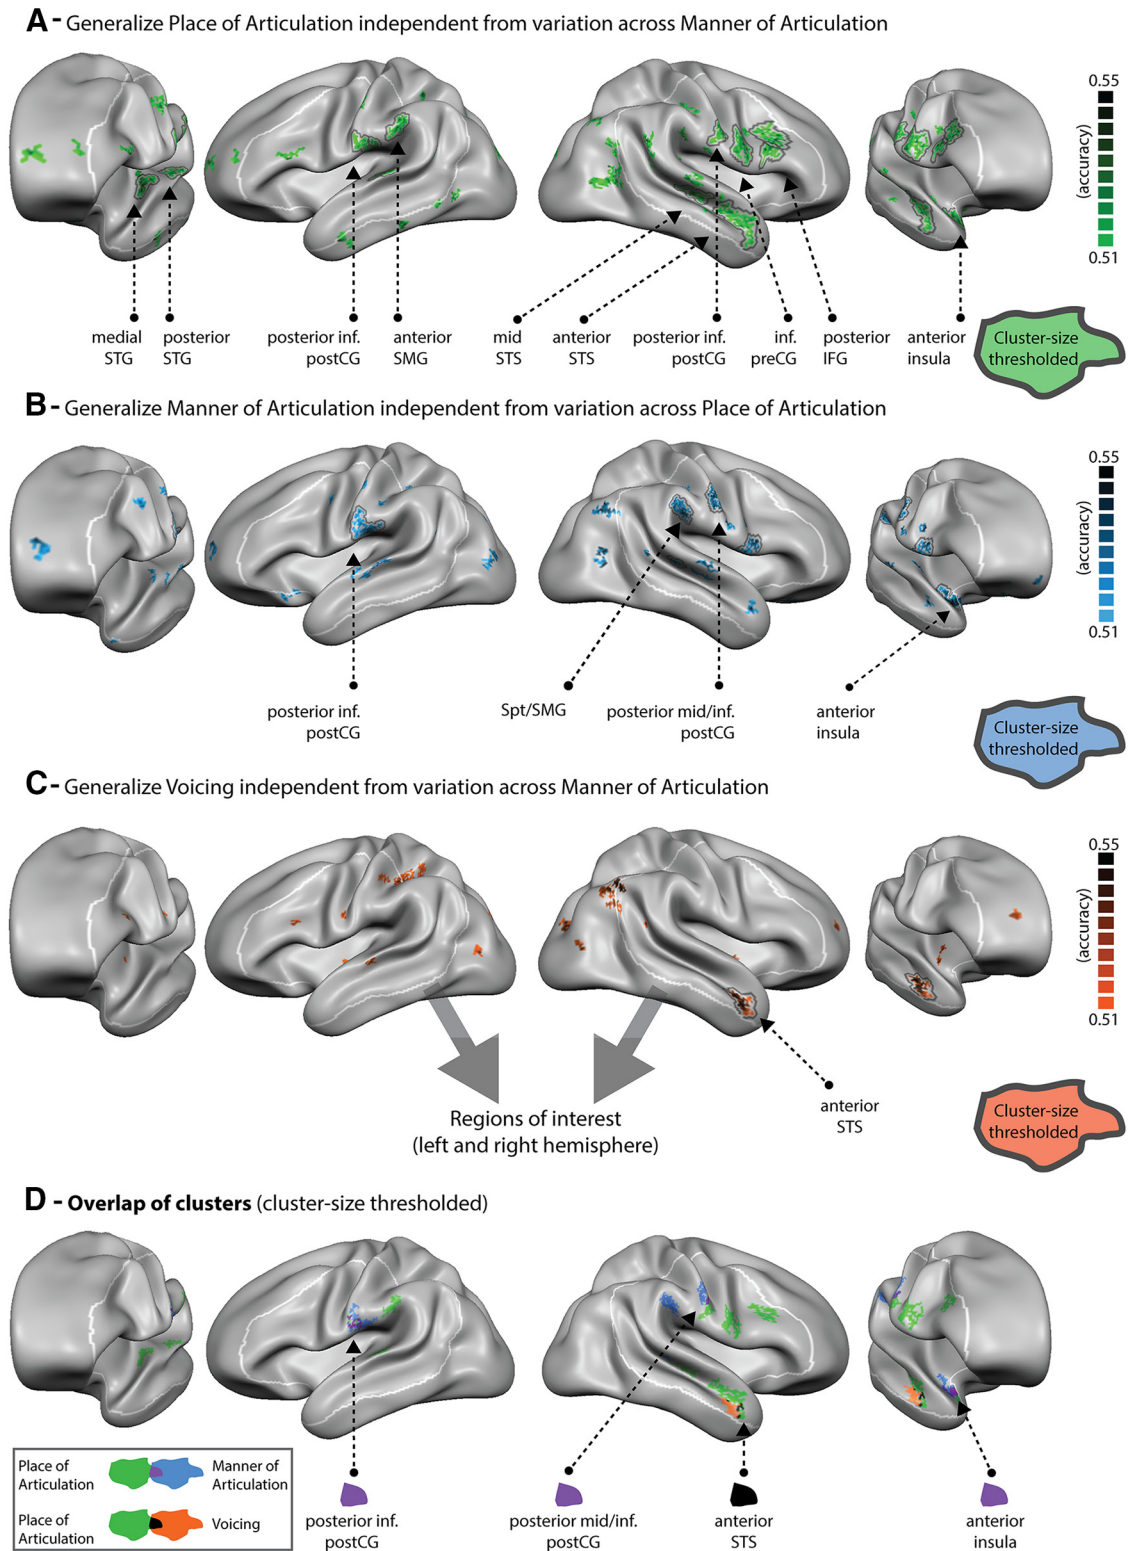 A - Generalize Place of Articulation independent from variation across Manner of Articulation
0.55
(accuracy)
0.51
medial
STG
posterior
STG
posterior inf.
postCG
anterior
SMG
mid
STS
anterior
STS
posterior inf.
postCG
inf.
preCG
posterior
IFG
anterior
insula
Cluster-size
thresholded
B - Generalize Manner of Articulation independent from variation across Place of Articulation
0.55
(accuracy)
0.51
posterior inf.
postCG
Spt/SMG
posterior mid/inf.
postCG
anterior
insula
Cluster-size
thresholded
C - Generalize Voicing independent from variation across Manner of Articulation
0.55
(accuracy)
0.51
Regions of interest
(left and right hemisphere)
anterior
STS
Cluster-size
thresholded
D - Overlap of clusters (cluster-size thresholded)
Place of
Articulation
Manner of
Articulation
Place of
Articulation
Voicing
posterior inf.
postCG
posterior mid/inf.
postCG
anterior
STS
anterior
insula